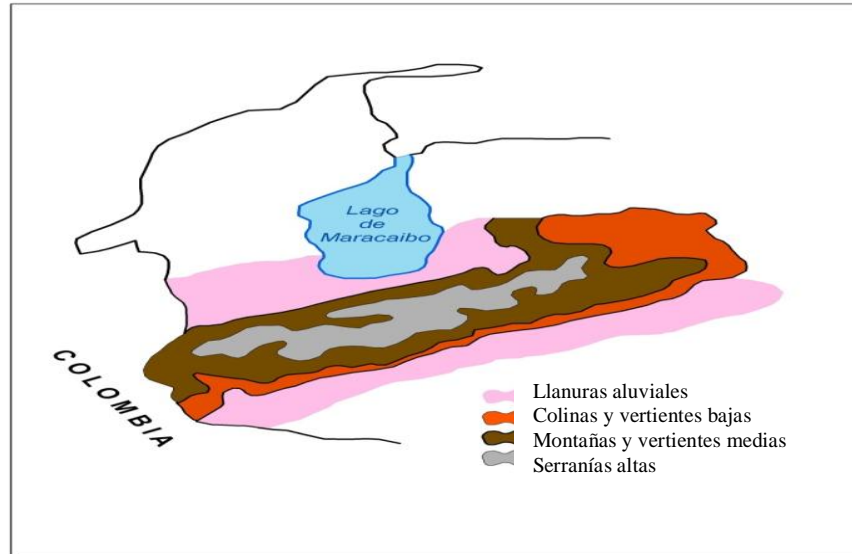 Lago
de
Maracaibo
COLOMBIA
Llanuras aluviales
Colinas y vertientes bajas
Montañas y vertientes medias
Serranías altas